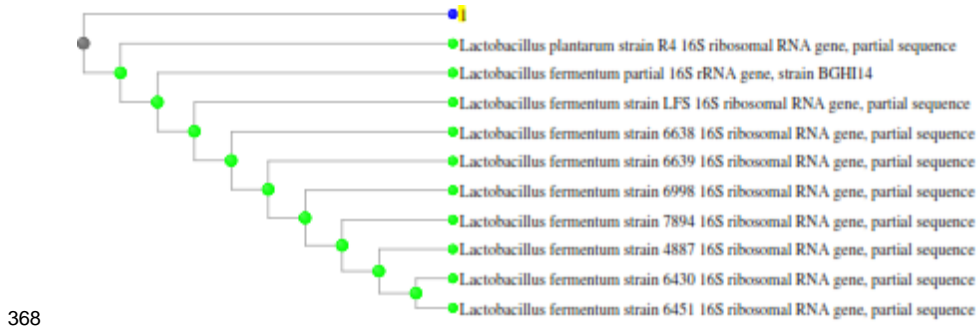 1
Lactobacillus plantarum strain R4 16S ribosomal RNA gene, partial sequence
Lactobacillus fermentum partial 16S rRNA gene, strain BGHI14
Lactobacillus fermentum strain LFS 16S ribosomal RNA gene, partial sequence
Lactobacillus fermentum strain 6638 16S ribosomal RNA gene, partial sequence
Lactobacillus fermentum strain 6639 16S ribosomal RNA gene, partial sequence
Lactobacillus fermentum strain 6998 16S ribosomal RNA gene, partial sequence
Lactobacillus fermentum strain 7894 16S ribosomal RNA gene, partial sequence
Lactobacillus fermentum strain 4887 16S ribosomal RNA gene, partial sequence
Lactobacillus fermentum strain 6430 16S ribosomal RNA gene, partial sequence
Lactobacillus fermentum strain 6451 16S ribosomal RNA gene, partial sequence
368